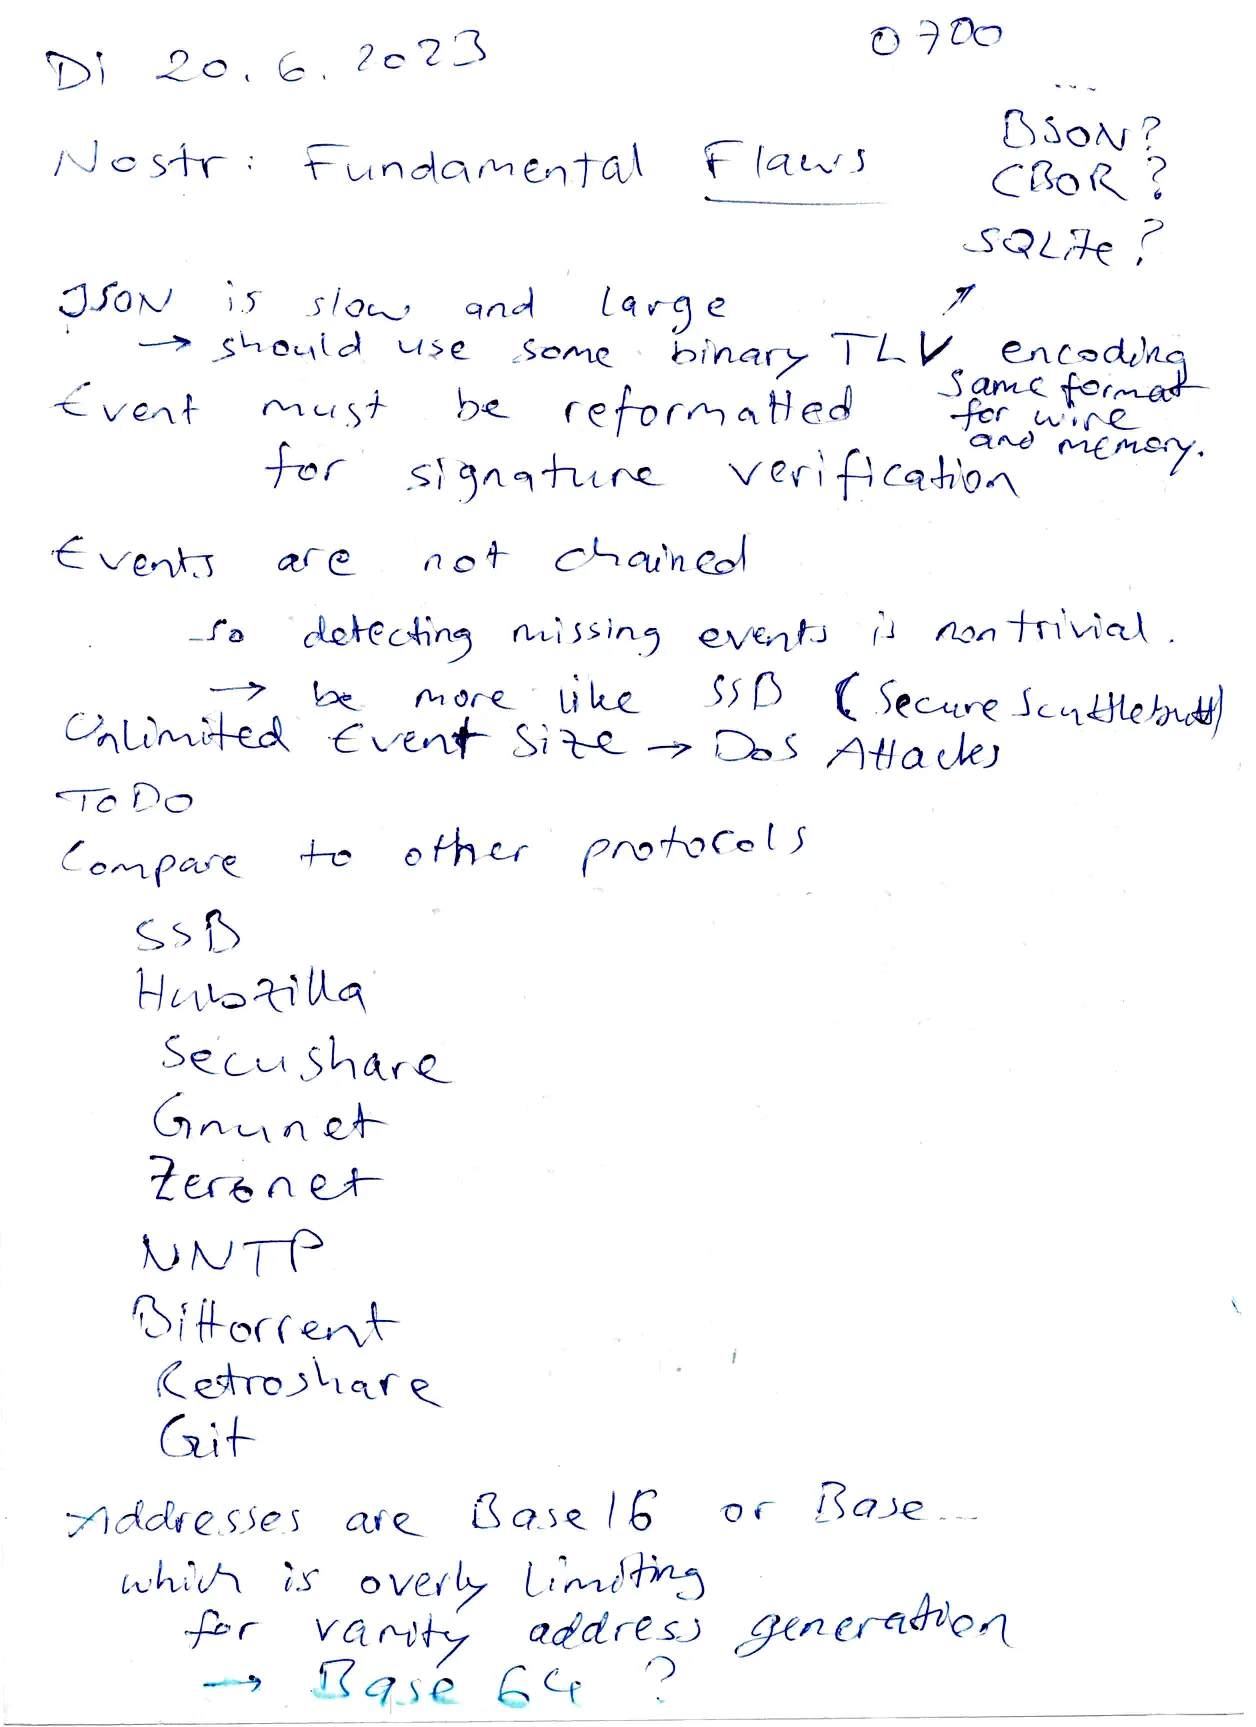 Di 20.6.2023
0700
...
BSON?
CBOR?
SQLite?
Nostr: Fundamental Flaws
JSON is slow and large
→ should use some binary TLV encoding
same format
for wire
and memory.
Event must be reformatted
for signature verification
Events are not chained
so detecting missing events is nontrivial.
→ be more like SSB (Secure Scuttlebutt)
Unlimited Event Size → DoS Attacks
ToDo
Compare to other protocols
SSB
Hubzilla
Secushare
Gnunet
Zeronet
NNTP
Bittorrent
Retroshare
Git
Addresses are Base16 or Base...
which is overly limiting
for vanity address generation
→ Base64?